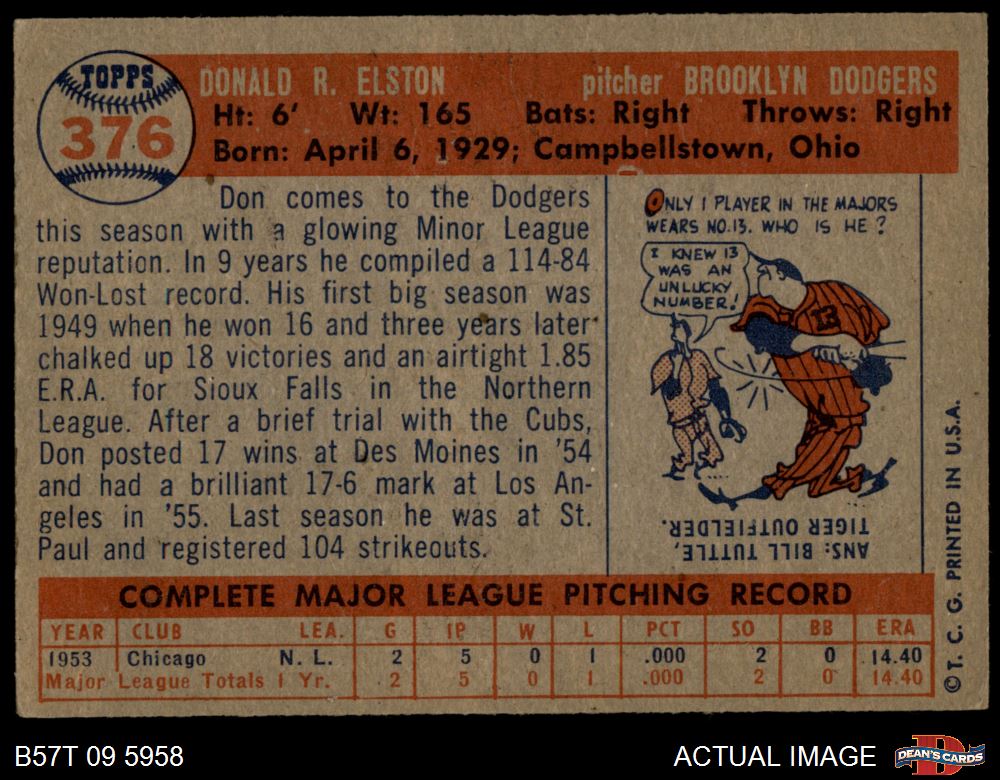 TOPPS
376
DONALD R. ELSTON pitcher BROOKLYN DODGERS
Ht: 6' Wt: 165 Bats: Right Throws: Right
Born: April 6, 1929; Campbellstown, Ohio
Don comes to the Dodgers
this season with a glowing Minor League
reputation. In 9 years he compiled a 114-84
Won-Lost record. His first big season was
1949 when he won 16 and three years later
chalked up 18 victories and an airtight 1.85
E.R.A. for Sioux Falls in the Northern
League. After a brief trial with the Cubs,
Don posted 17 wins at Des Moines in '54
and had a brilliant 17-6 mark at Los An-
geles in '55. Last season he was at St.
Paul and registered 104 strikeouts.
ONLY 1 PLAYER IN THE MAJORS
WEARS NO. 13. WHO IS HE?
I KNEW 13
WAS AN
UNLUCKY
NUMBER!
13
ANS: BILL TUTTLE,
TIGER OUTFIELDER.
COMPLETE MAJOR LEAGUE PITCHING RECORD
YEAR CLUB LEA. G IP W L PCT SO BB ERA
1953 Chicago N. L. 2 5 0 1 .000 2 0 14.40
Major League Totals 1 Yr. 2 5 0 1 .000 2 0 14.40
© T. C. G. PRINTED IN U.S.A.
B57T 09 5958
ACTUAL IMAGE
D
DEAN'S CARDS